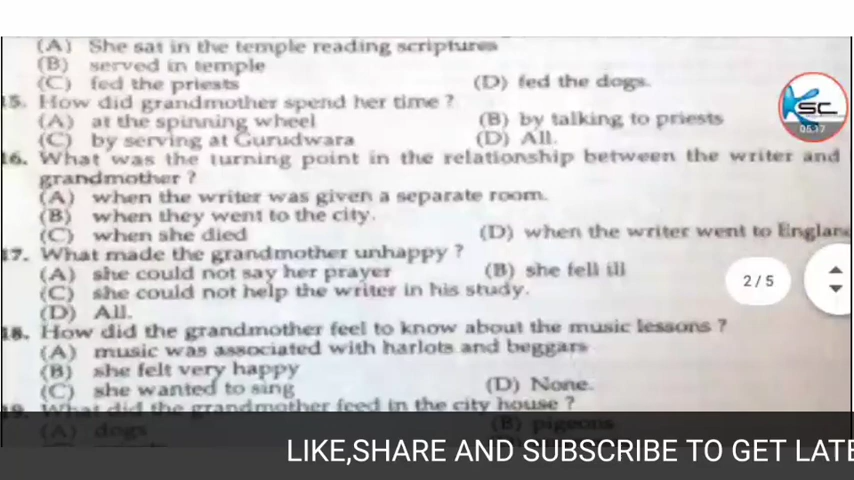 (A) She sat in the temple reading scriptures
(B) served in temple
(C) fed the priests (D) fed the dogs.
15. How did grandmother spend her time ?
(A) at the spinning wheel (B) by talking to priests
(C) by serving at Gurudwara (D) All.
16. What was the turning point in the relationship between the writer and
grandmother ?
(A) when the writer was given a separate room.
(B) when they went to the city.
(C) when she died (D) when the writer went to England
17. What made the grandmother unhappy ?
(A) she could not say her prayer (B) she fell ill
(C) she could not help the writer in his study.
(D) All.
18. How did the grandmother feel to know about the music lessons ?
(A) music was associated with harlots and beggars
(B) she felt very happy
(C) she wanted to sing (D) None.
19. What did the grandmother feed in the city house ?
(A) dogs (B) pigeons
KSC
05:17
2/5
LIKE,SHARE AND SUBSCRIBE TO GET LATE